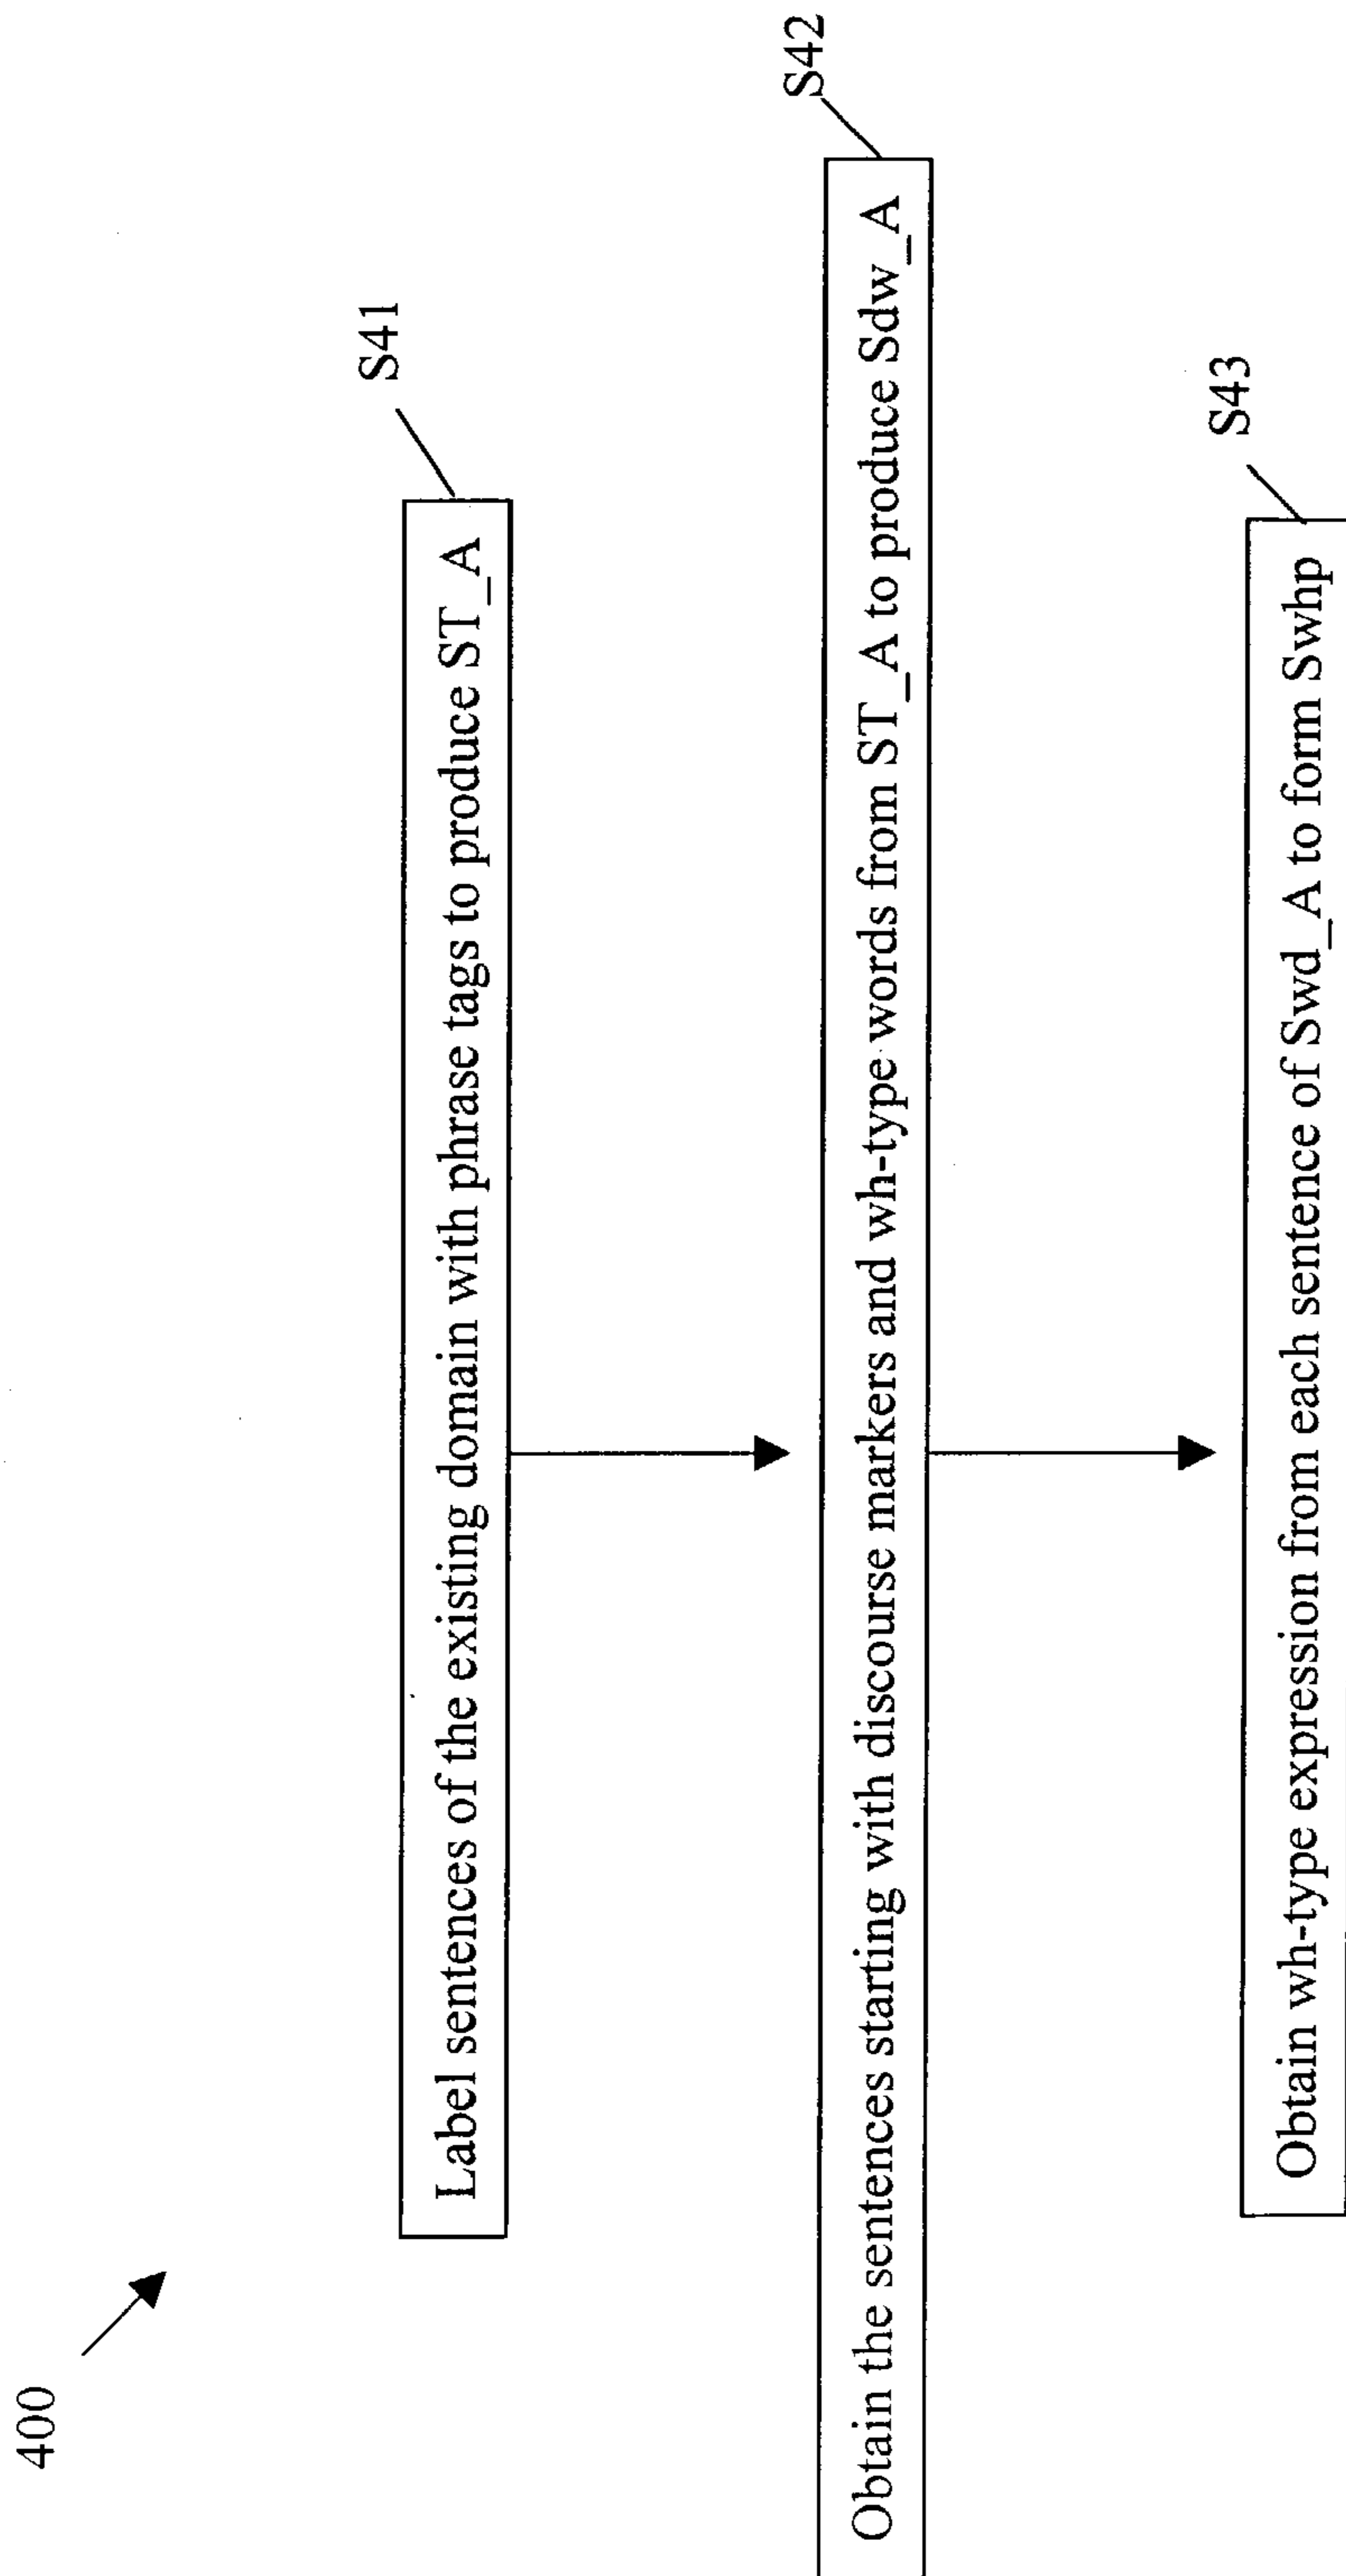 400
S41
Label sentences of the existing domain with phrase tags to produce ST_A
S42
Obtain the sentences starting with discourse markers and wh-type words from ST_A to produce Sdw_A
S43
Obtain wh-type expression from each sentence of Swd_A to form Swhp